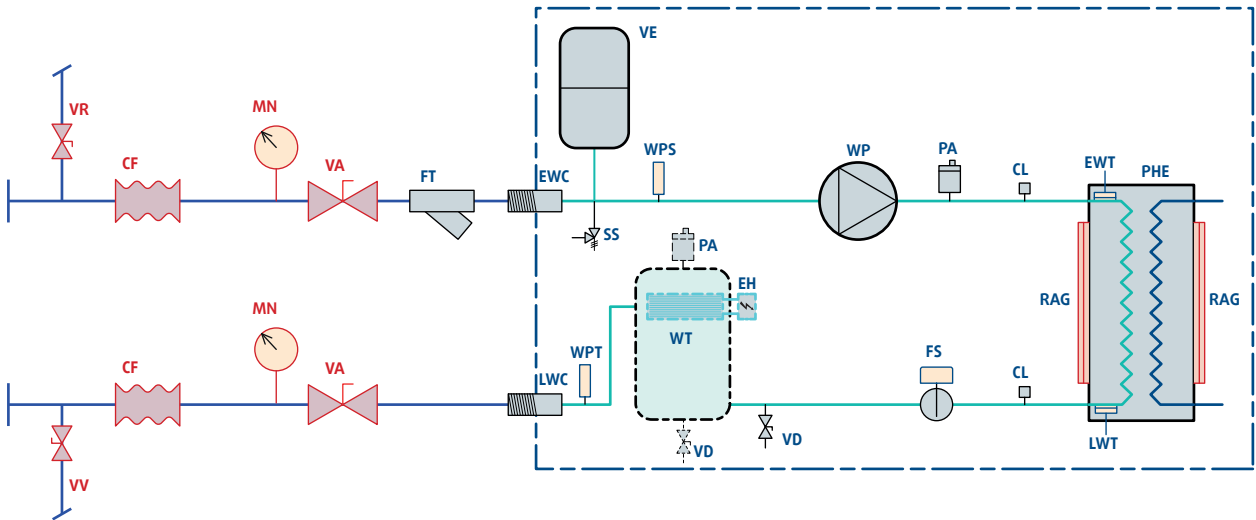 VE
VR
MN
CF
VA
FT
EWC
WPS
WP
PA
CL
EWT
PHE
SS
PA
EH
RAG
RAG
WT
MN
CF
VA
LWC
WPT
FS
CL
VD
VD
LWT
VV